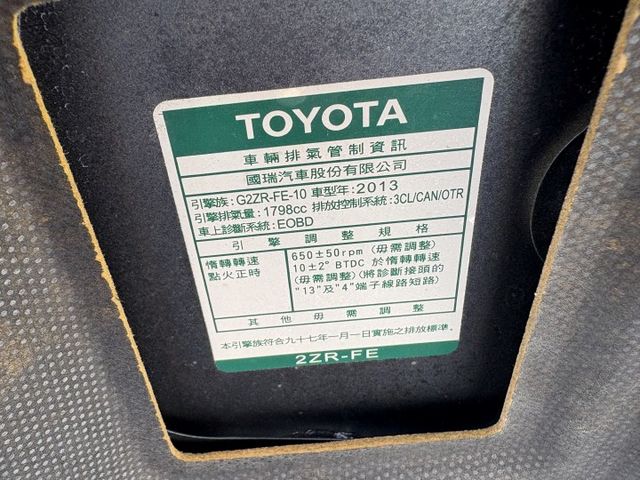 TOYOTA
車輛排氣管制資訊
國瑞汽車股份有限公司
引擎族: G2ZR-FE-10 車型年: 2013
引擎排氣量: 1798cc 排放控制系統: 3CL/CAN/OTR
車上診斷系統: EOBD
引擎調整規格
惰轉轉速 650±50rpm (毋需調整)
點火正時 10±2° BTDC 於惰轉轉速
(毋需調整)(將診斷接頭的
"13"及"4"端子線路短路)
其他毋需調整
本引擎族符合九十七年一月一日實施之排放標準。
2ZR-FE